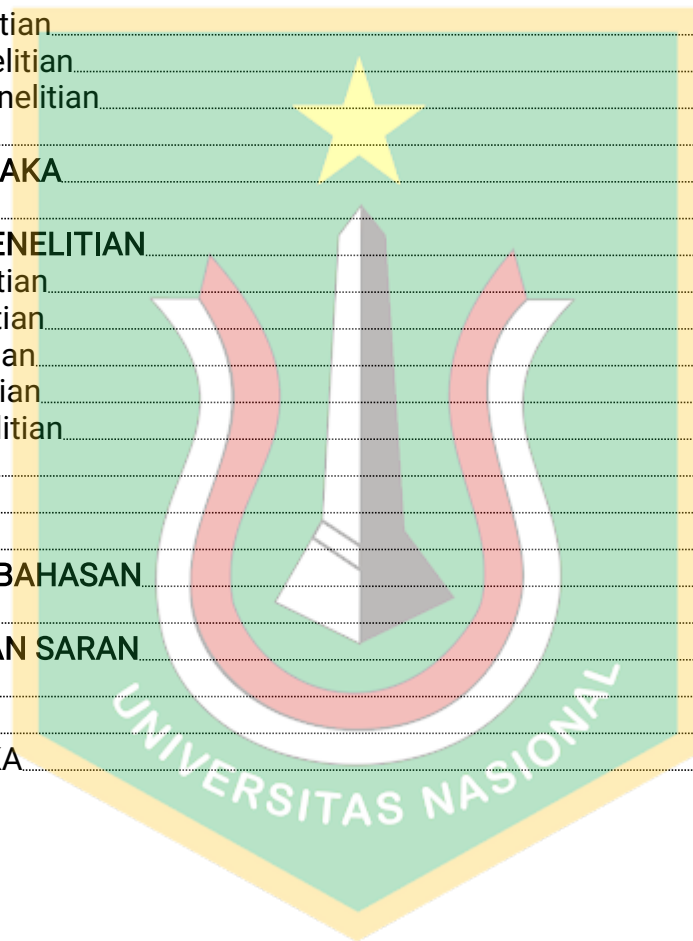 tian
elitian
nelitian
AKA
ENELITIAN
tian
tian
an
ian
litian
BAHASAN
AN SARAN
KA
UNIVERSITAS NASIONAL